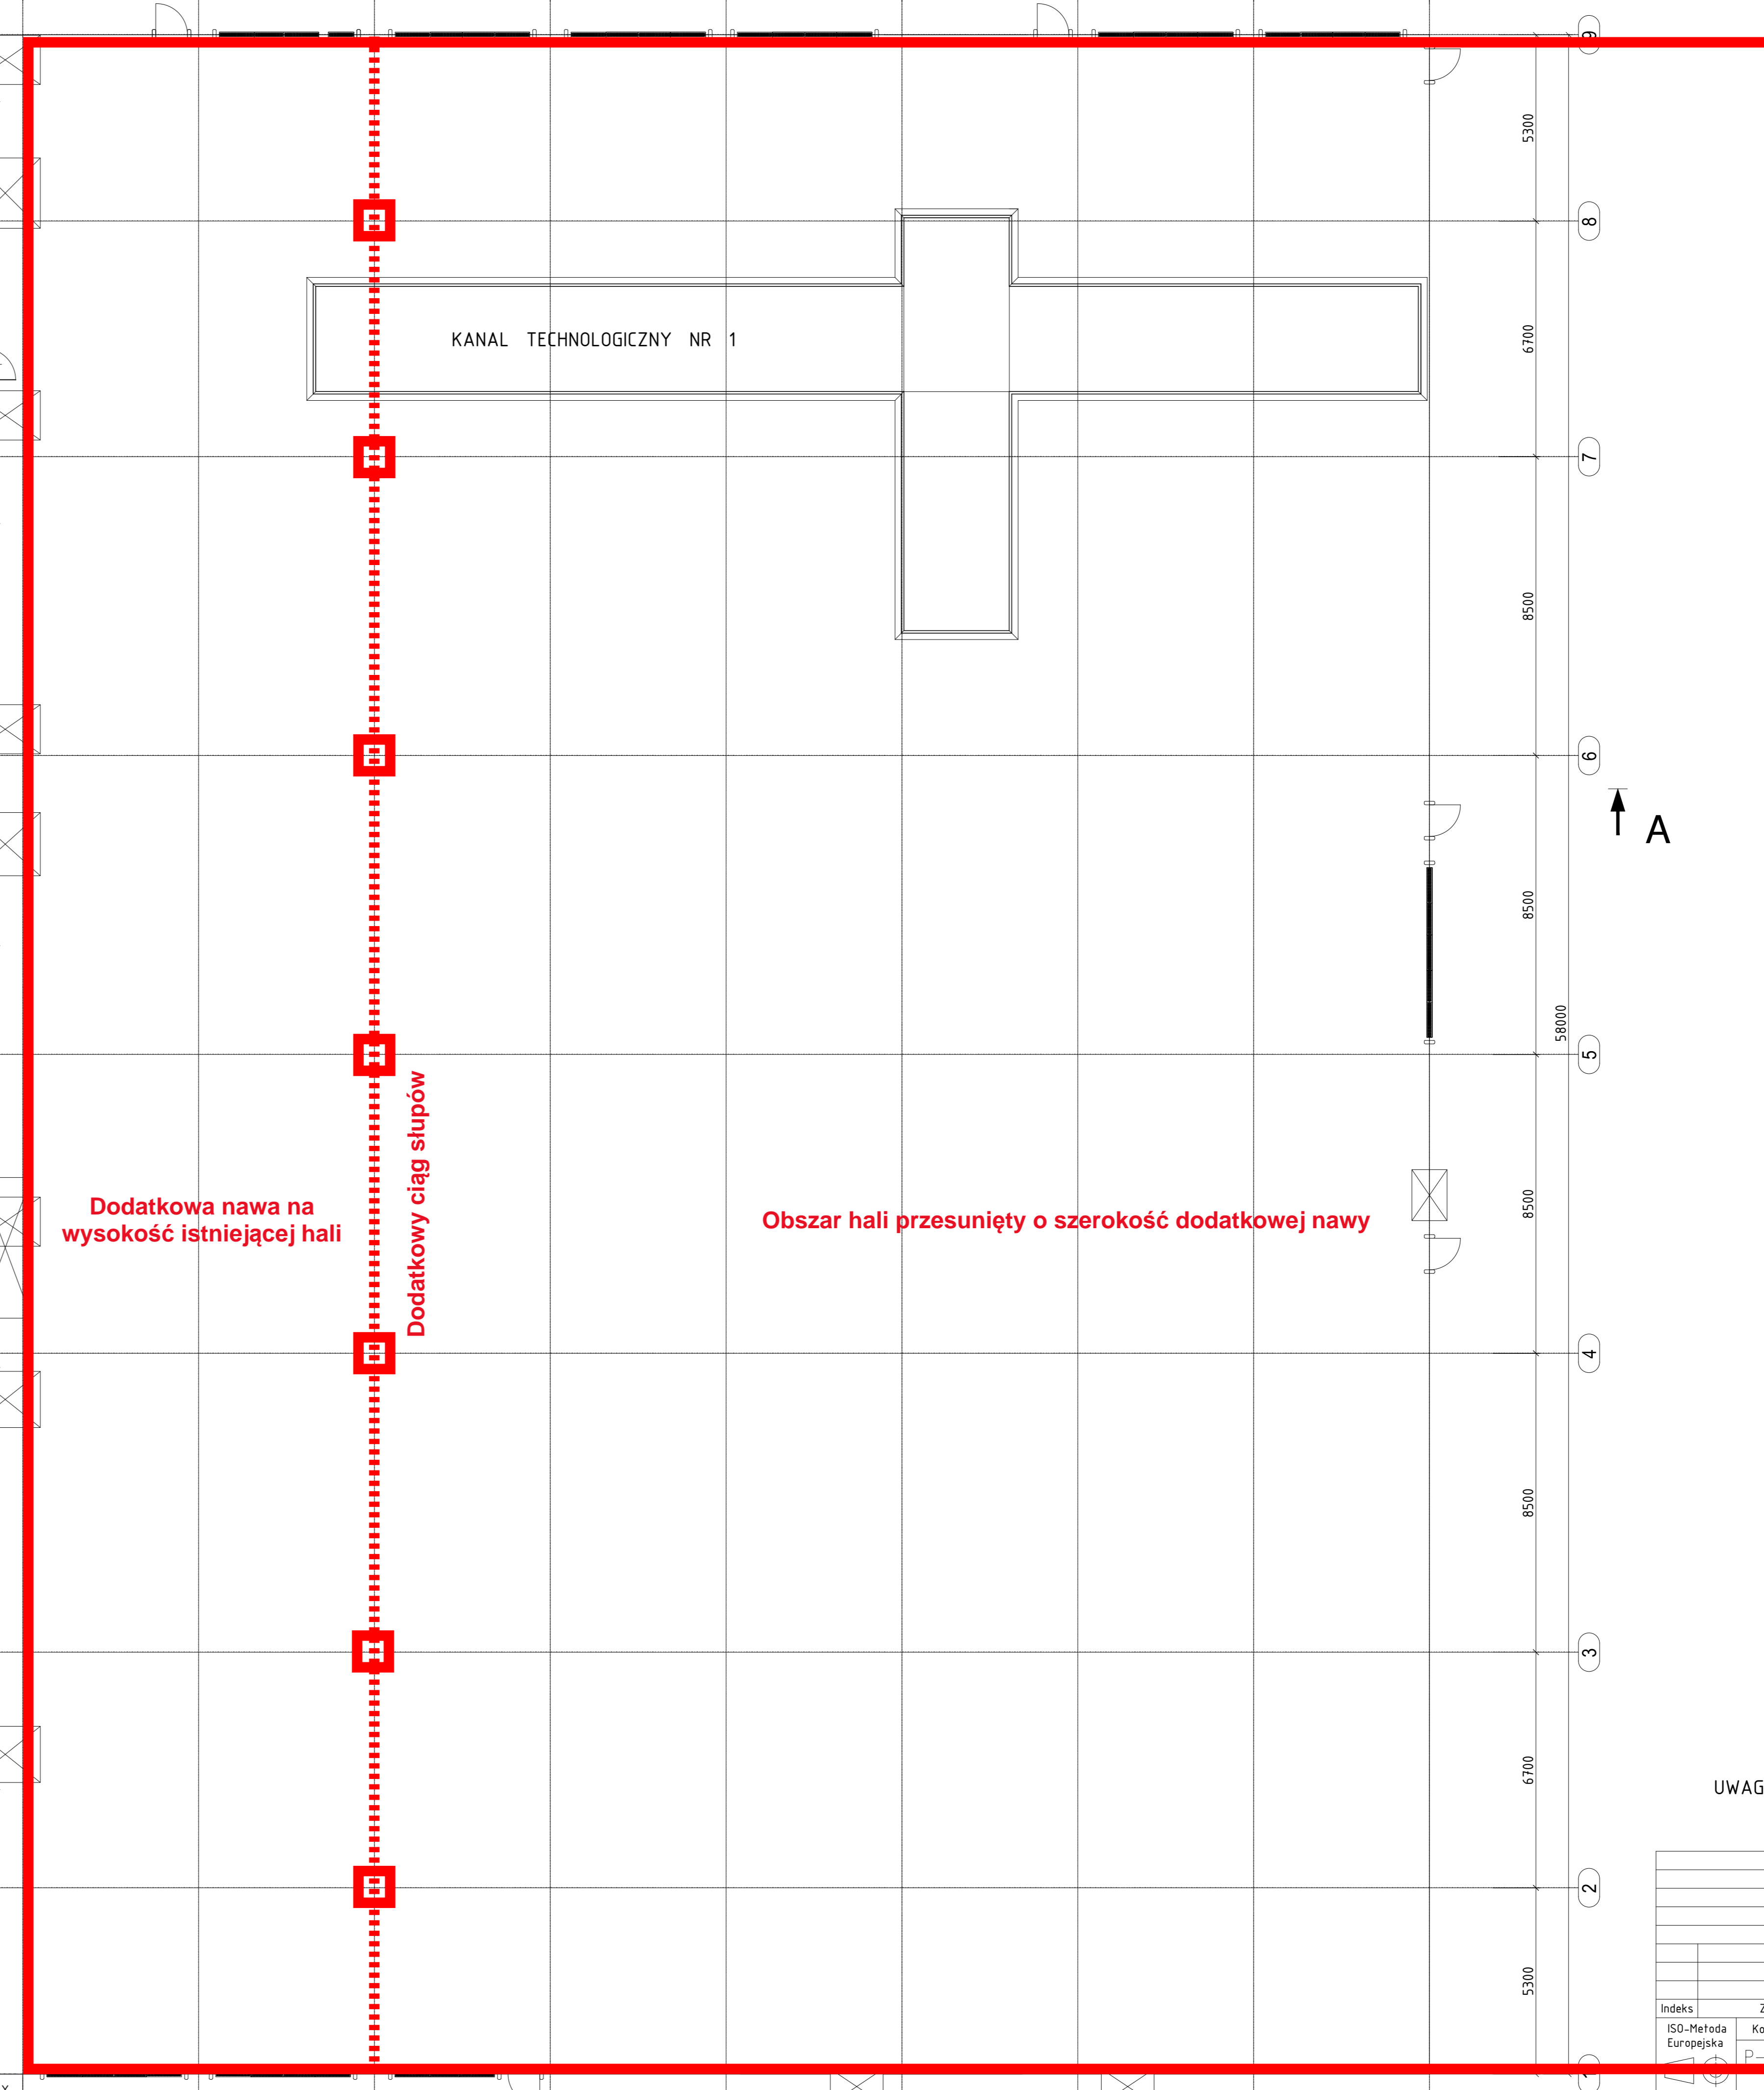 9
5300
8
KANAL TECHNOLOGICZNY NR 1
6700
7
8500
6
A
8500
58000
5
Dodatkowy ciąg słupów
Dodatkowa nawa na
wysokość istniejącej hali
Obszar hali przesunięty o szerokość dodatkowej nawy
8500
4
8500
3
6700
UWAG
2
5300
Indeks
Z
ISO-Metoda
Europejska
Ko
P-